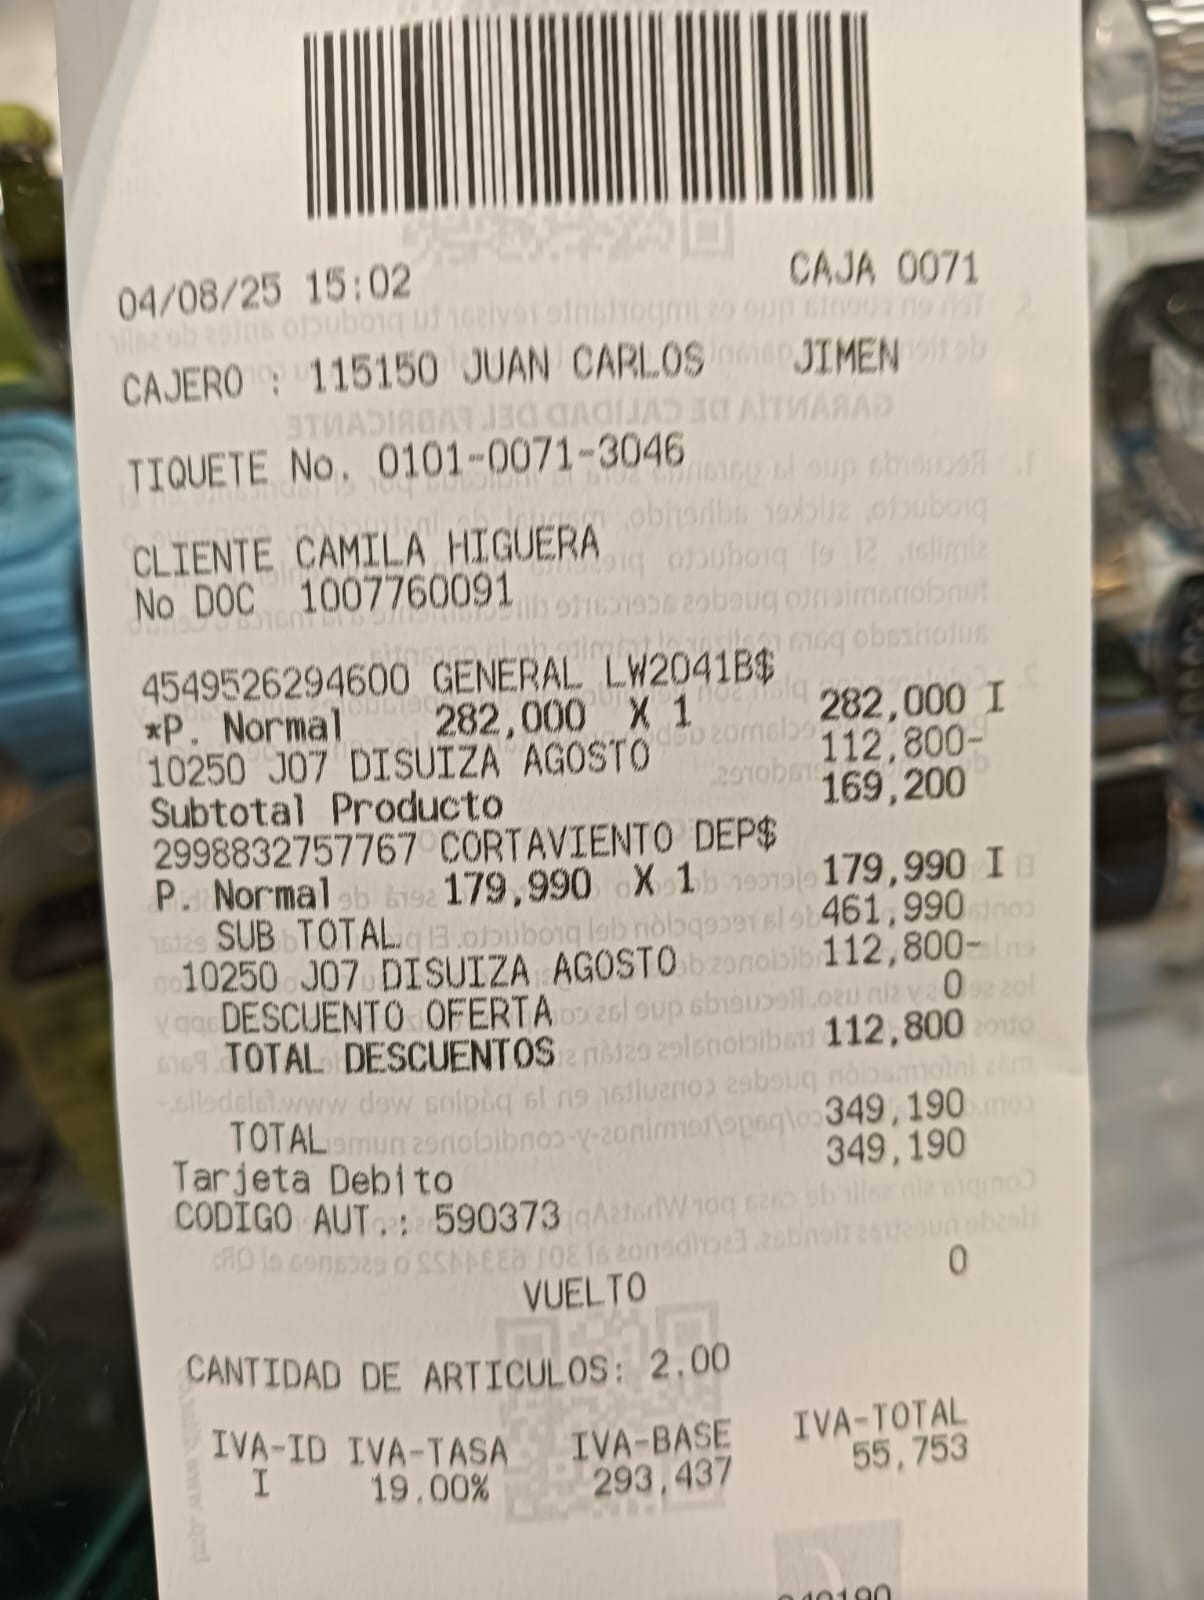 04/08/25 15:02 CAJA 0071
CAJERO : 115150 JUAN CARLOS JIMEN
TIQUETE No. 0101-0071-3046
CLIENTE CAMILA HIGUERA
No DOC 1007760091
4549526294600 GENERAL LW2041B$
*P. Normal 282,000 X 1 282,000 I
10250 J07 DISUIZA AGOSTO 112,800-
Subtotal Producto 169,200
2998832757767 CORTAVIENTO DEP$
P. Normal 179,990 X 1 179,990 I
SUB TOTAL 461,990
10250 J07 DISUIZA AGOSTO 112,800-
DESCUENTO OFERTA 0
TOTAL DESCUENTOS 112,800
TOTAL 349,190
Tarjeta Debito 349,190
CODIGO AUT.: 590373
VUELTO 0
CANTIDAD DE ARTICULOS: 2.00
IVA-ID IVA-TASA IVA-BASE IVA-TOTAL
I 19.00% 293,437 55,753